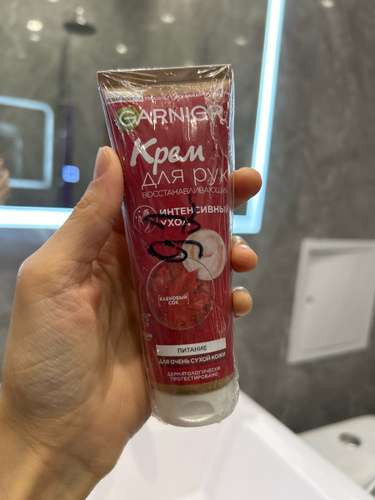 GARNIER
Крем
для рук
ВОССТАНАВЛИВАЮЩИЙ
ИНТЕНСИВНЫЙ
УХОД
КЛЕНОВЫЙ
СОК
ПИТАНИЕ
ДЛЯ ОЧЕНЬ СУХОЙ КОЖИ
ДЕРМАТОЛОГИЧЕСКИ
ПРОТЕСТИРОВАНО